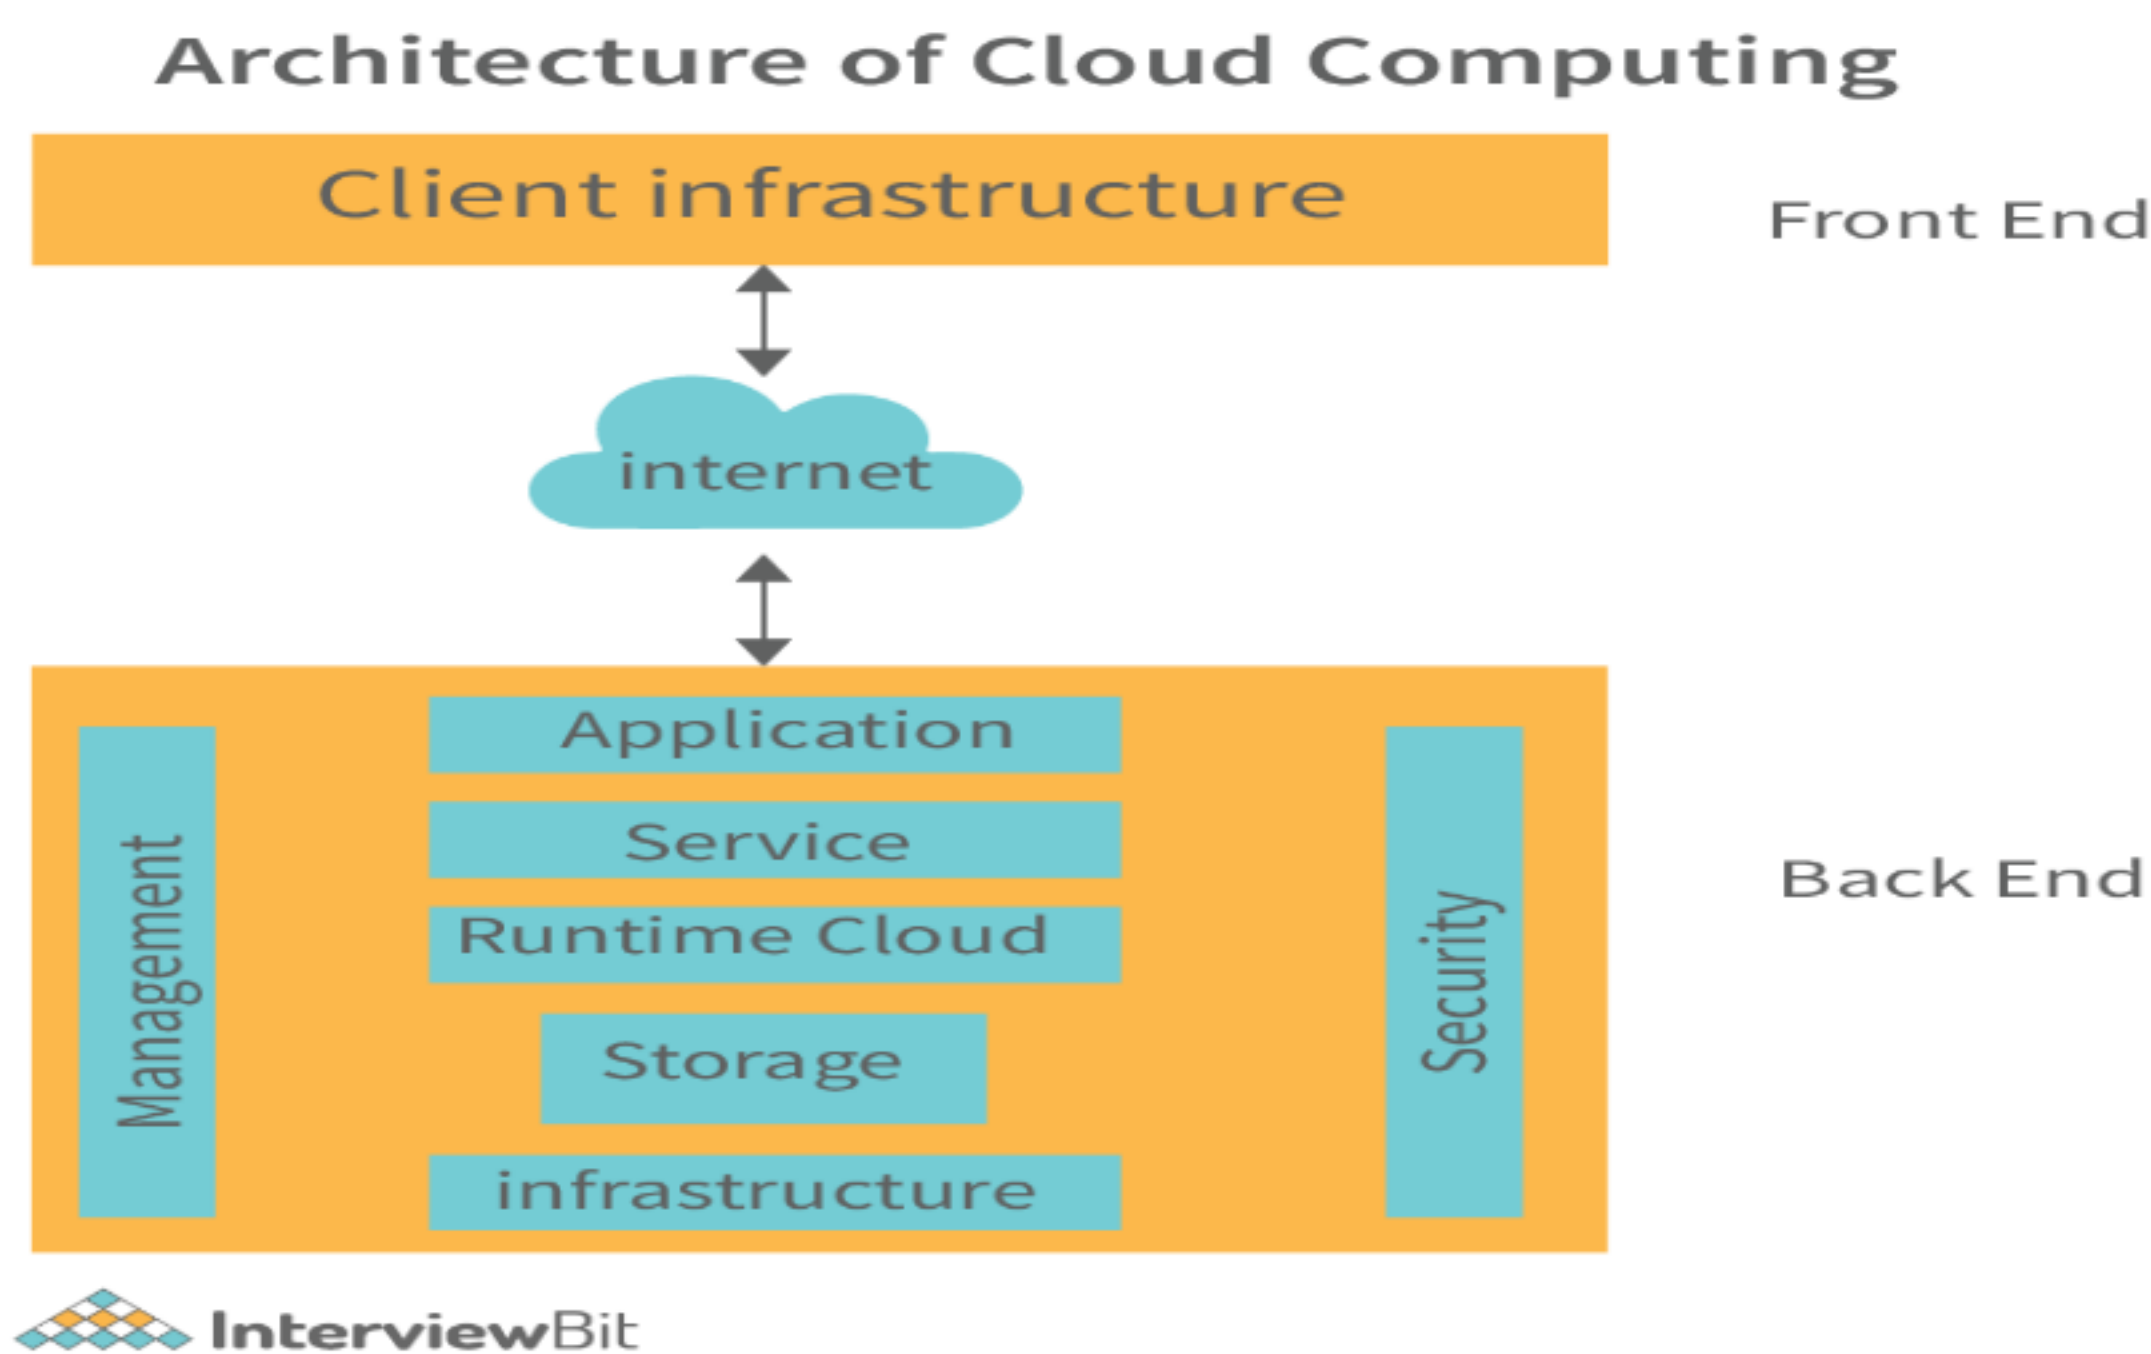 Architecture of Cloud Computing
Client infrastructure
Front End
internet
Application
Service
Runtime Cloud
Storage
infrastructure
Management
Security
Back End
InterviewBit